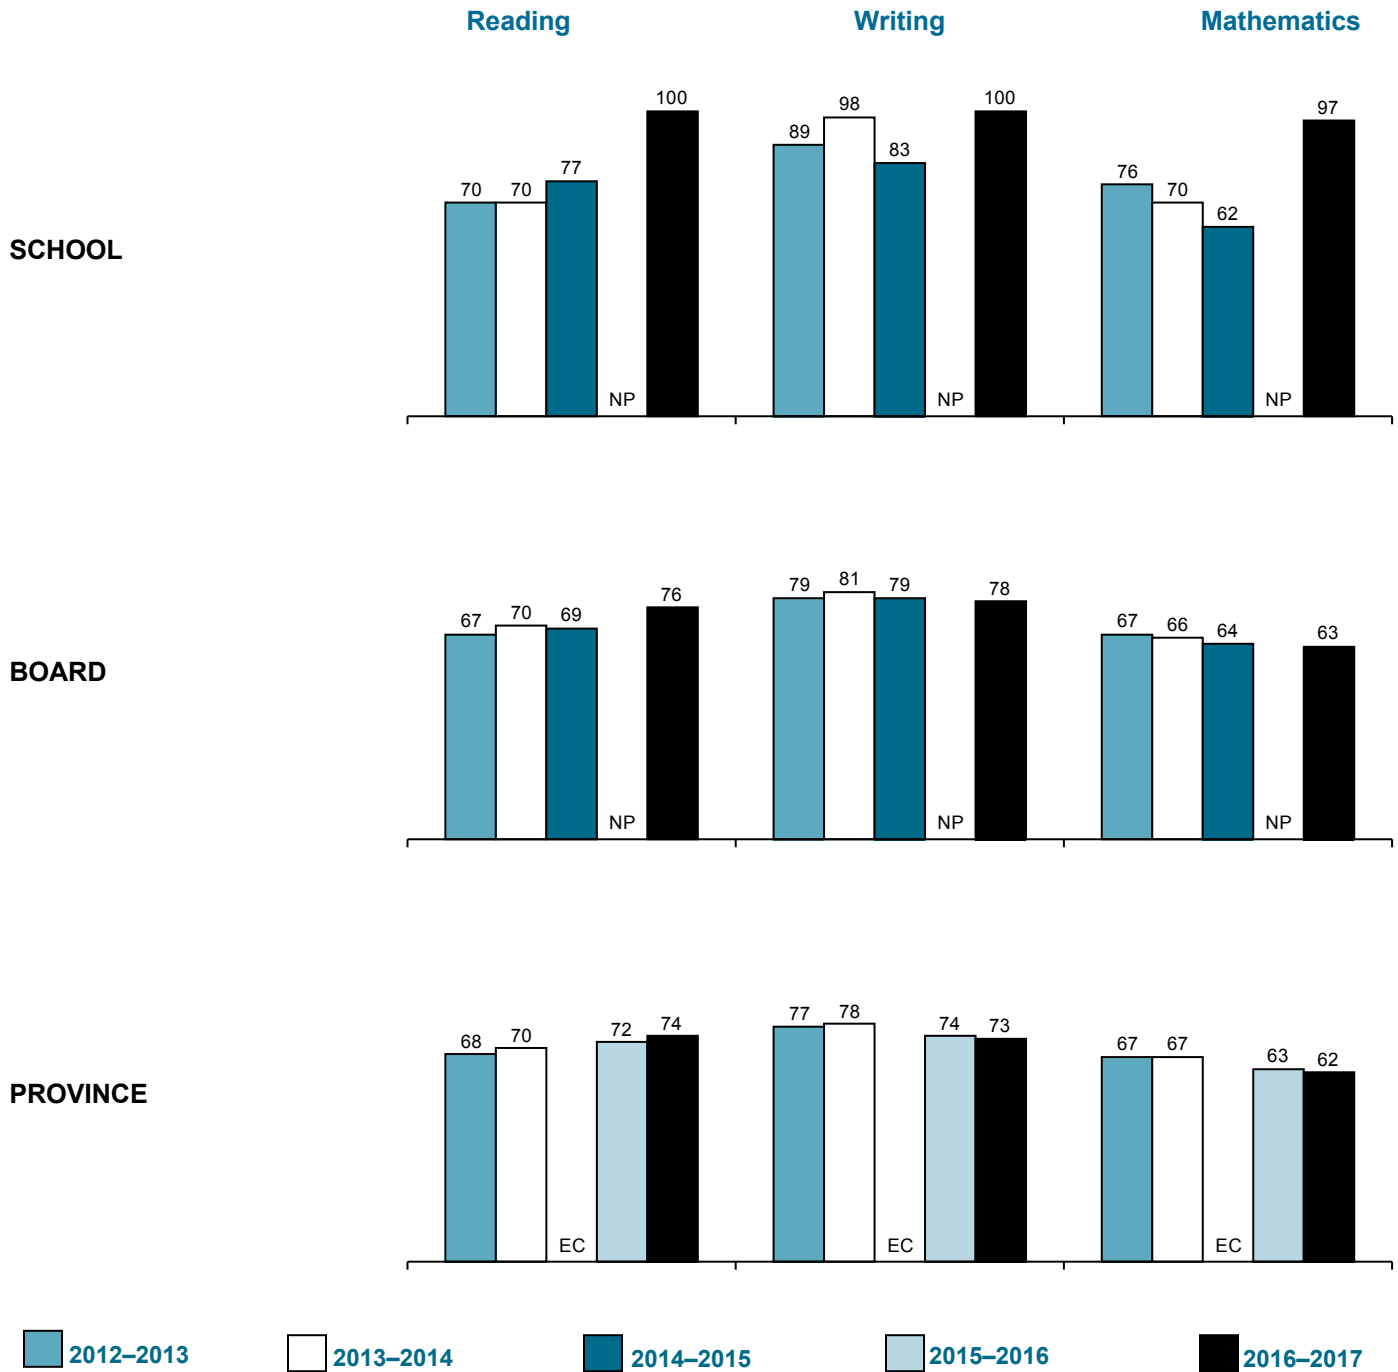 Reading Writing Mathematics
SCHOOL
70 70 77 NP 100
89 98 83 NP 100
76 70 62 NP 97
BOARD
67 70 69 NP 76
79 81 79 NP 78
67 66 64 NP 63
PROVINCE
68 70 EC 72 74
77 78 EC 74 73
67 67 EC 63 62
2012–2013 2013–2014 2014–2015 2015–2016 2016–2017